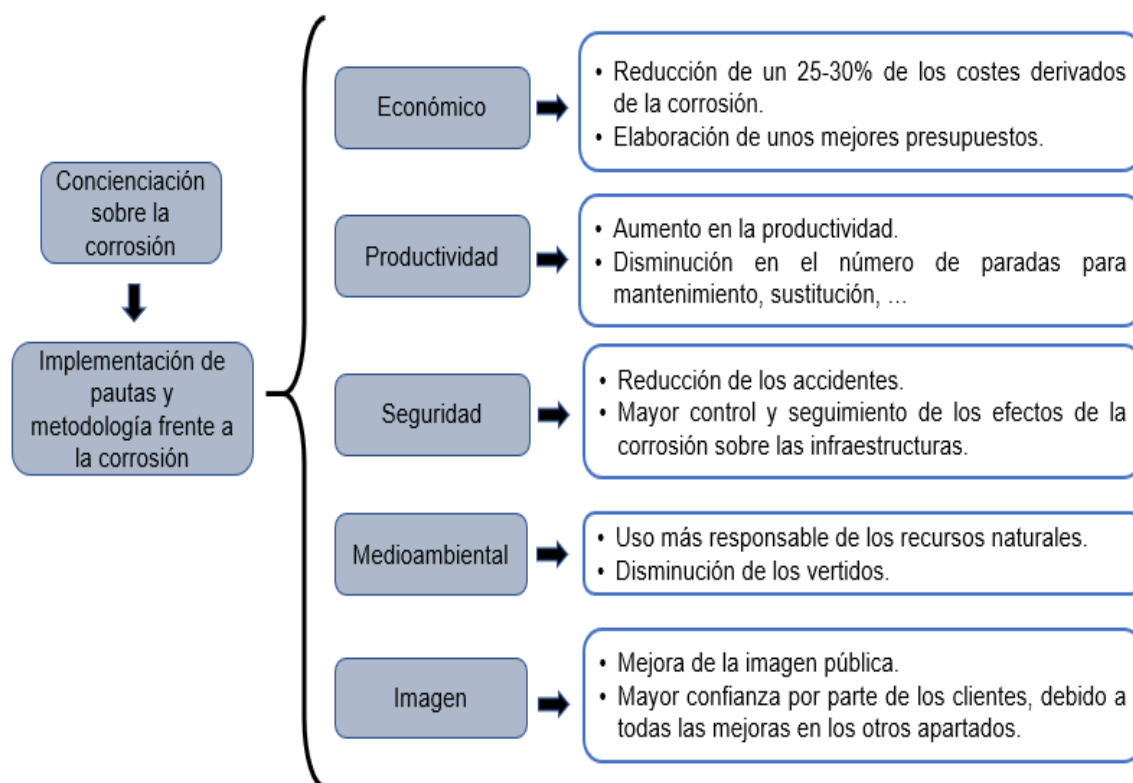 Concienciación
sobre la
corrosión
Implementación de
pautas y
metodología frente a
la corrosión
Económico
• Reducción de un 25-30% de los costes derivados
de la corrosión.
• Elaboración de unos mejores presupuestos.
Productividad
• Aumento en la productividad.
• Disminución en el número de paradas para
mantenimiento, sustitución, ...
Seguridad
• Reducción de los accidentes.
• Mayor control y seguimiento de los efectos de la
corrosión sobre las infraestructuras.
Medioambiental
• Uso más responsable de los recursos naturales.
• Disminución de los vertidos.
Imagen
• Mejora de la imagen pública.
• Mayor confianza por parte de los clientes, debido a
todas las mejoras en los otros apartados.